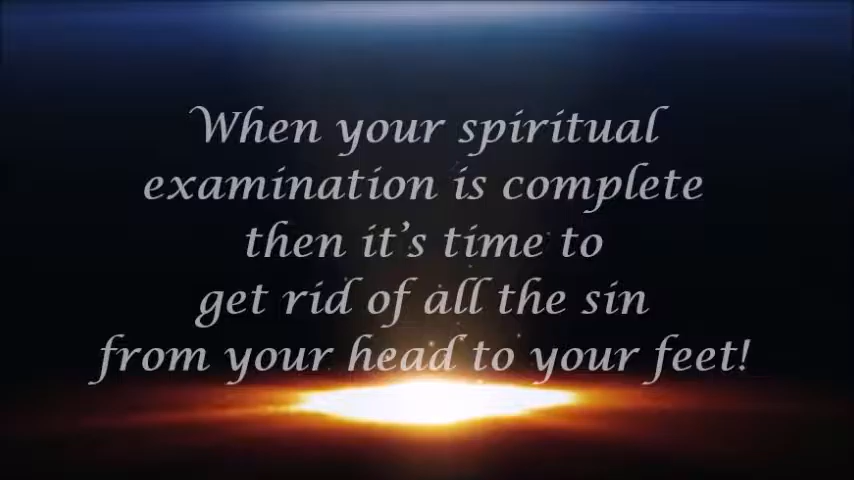 When your spiritual
examination is complete
then it's time to
get rid of all the sin
from your head to your feet!